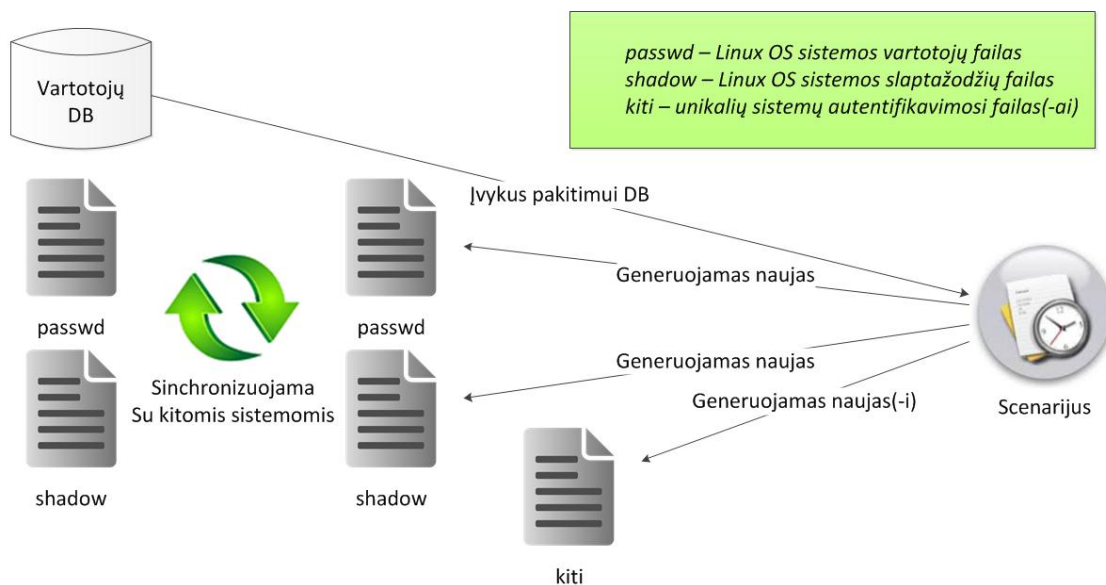 Vartotojų
DB
passwd – Linux OS sistemos vartotojų failas
shadow – Linux OS sistemos slaptažodžių failas
kiti – unikalių sistemų autentifikavimosi failas(-ai)
Įvykus pakitimui DB
Generuojamas naujas
passwd
passwd
Generuojamas naujas
Sinchronizuojama
Su kitomis sistemomis
Generuojamas naujas(-i)
Scenarijus
shadow
shadow
kiti